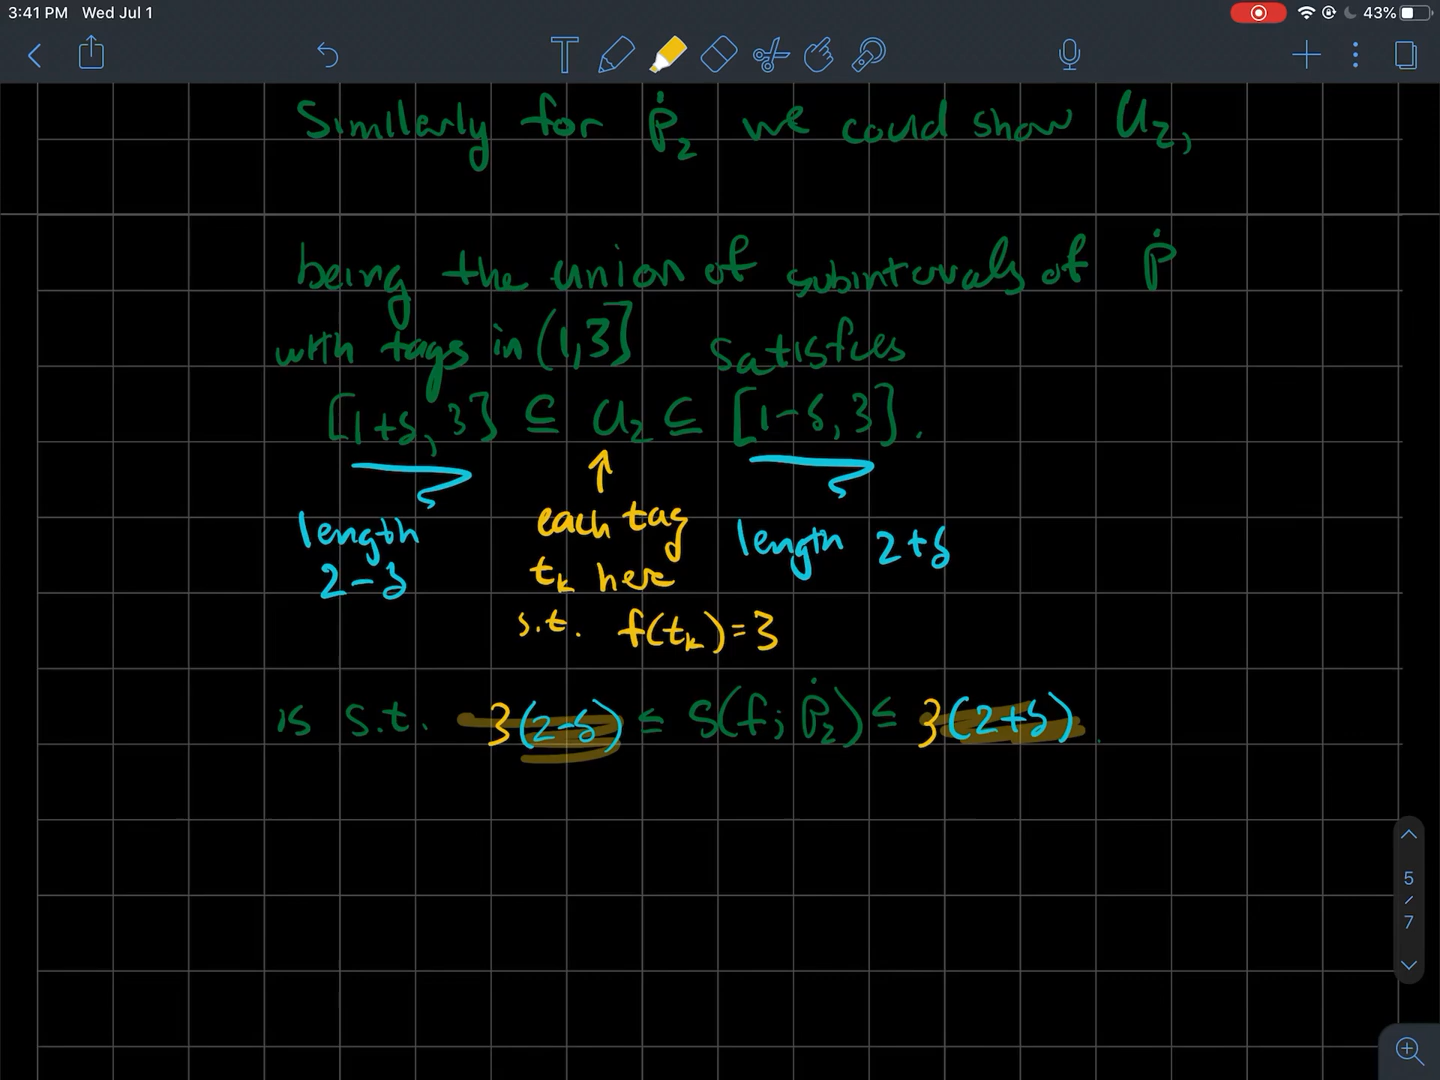 3:41 PM Wed Jul 1
43%
Similarly for Ṗ₂ we could show U₂,
being the union of subintervals of Ṗ
with tags in (1,3] satisfies
[1+δ, 3] ⊆ U₂ ⊆ [1-δ, 3].
length
2-δ
each tag
tₖ here
s.t. f(tₖ)=3
length 2+δ
is s.t. 3(2-δ) ≤ S(f; Ṗ₂) ≤ 3(2+δ).
5
/
7